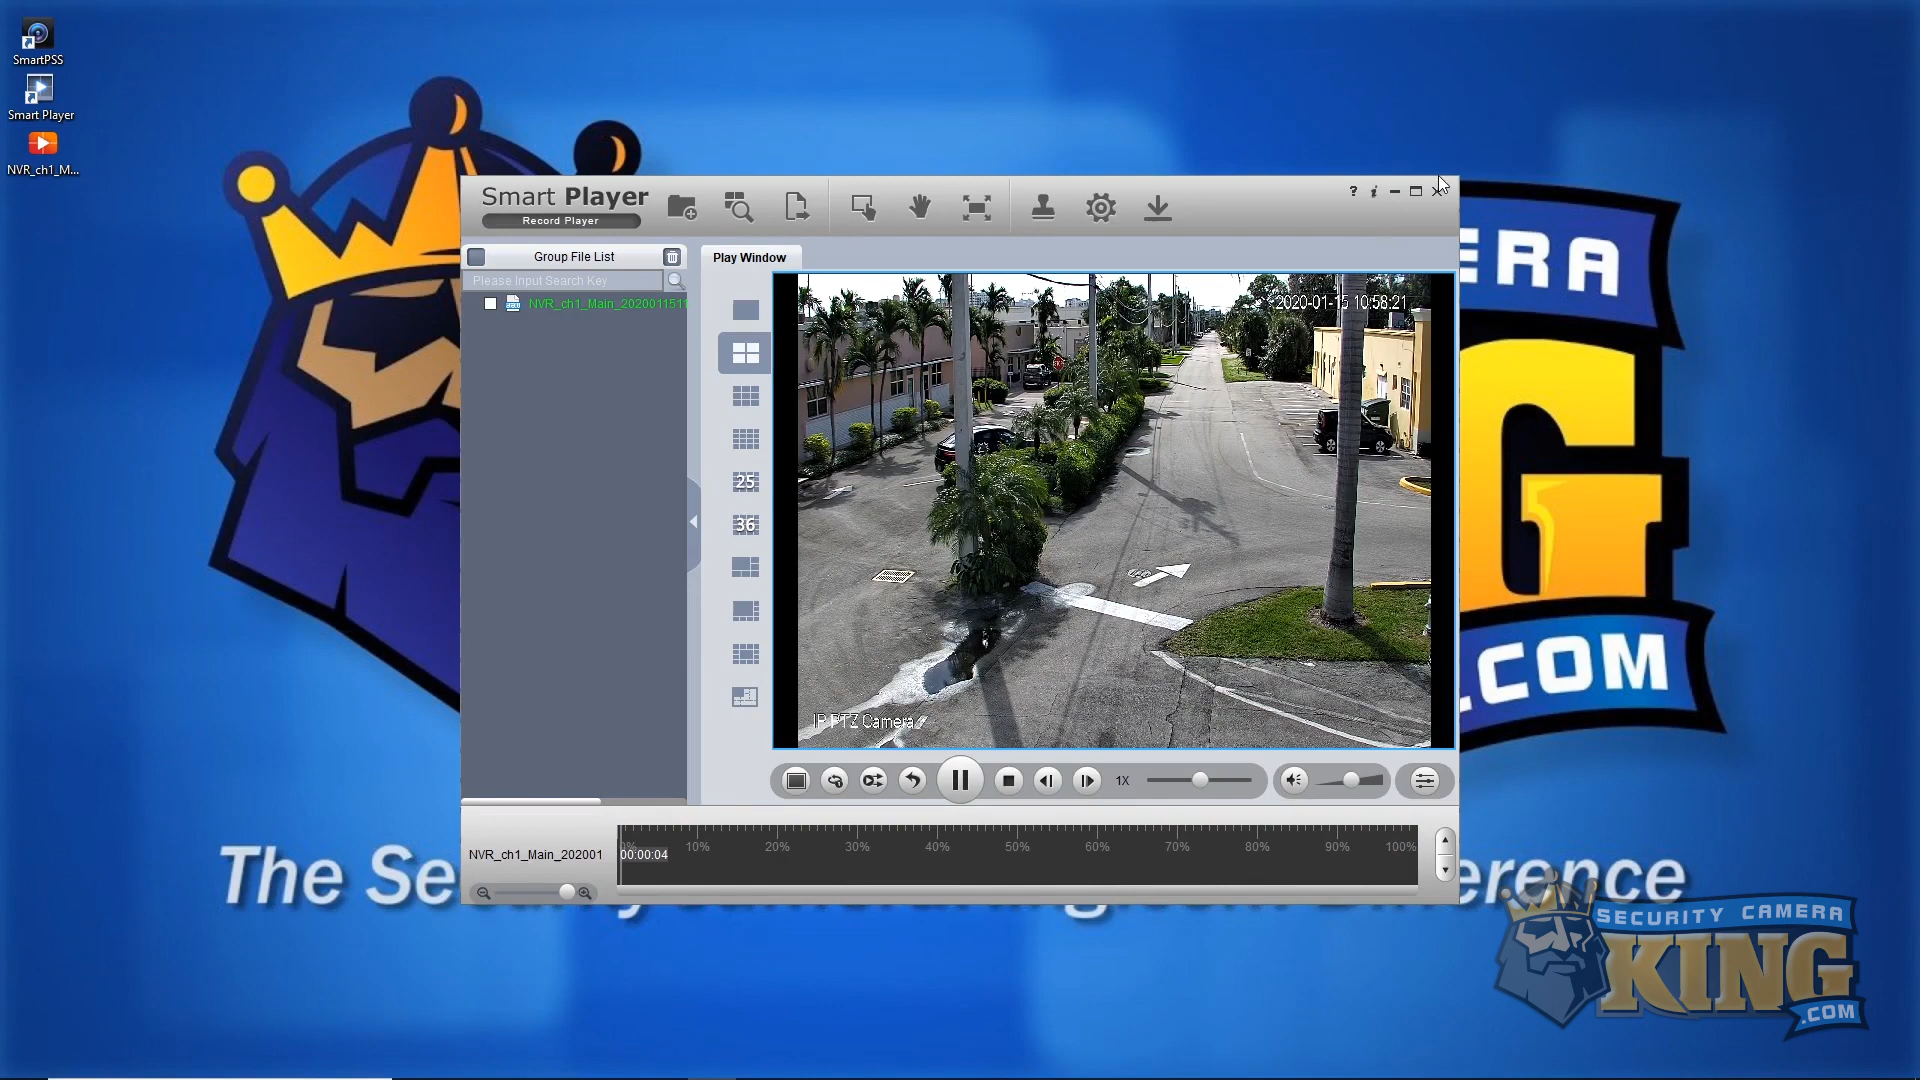 SmartPSS
Smart Player
NVR_ch1_M...
Smart Player
Record Player
? i
Group File List
Please Input Search Key
NVR_ch1_Main_2020011511
Play Window
25
36
2020-01-15 10:58:21
IP PTZ Camera
1X
NVR_ch1_Main_202001
0% 10% 20% 30% 40% 50% 60% 70% 80% 90% 100%
00:00:04
ERA
G
.COM
The Se
erence
SECURITY CAMERA
KING
.COM